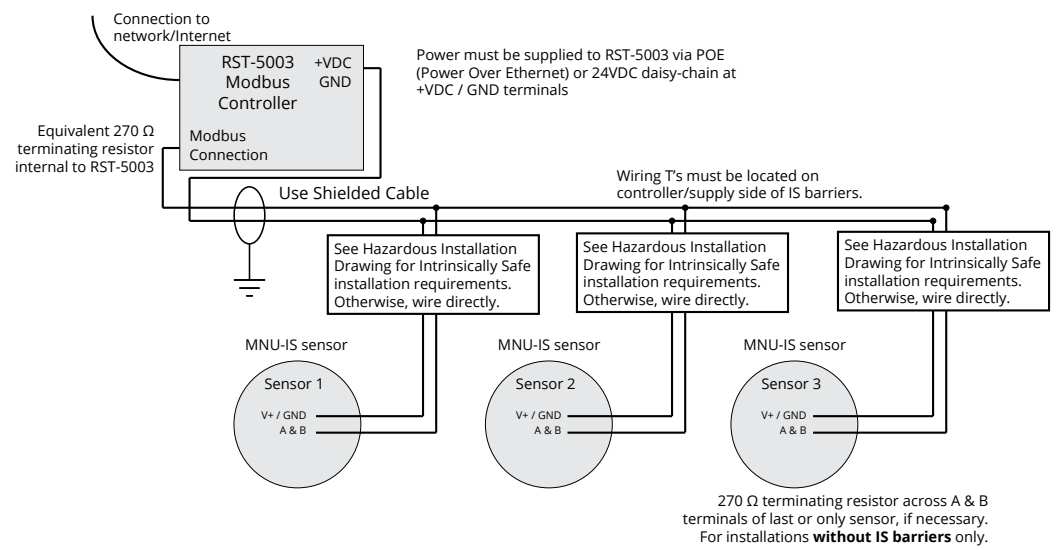 Connection to
network/Internet
RST-5003
Modbus
Controller
+VDC
GND
Modbus
Connection
Power must be supplied to RST-5003 via POE
(Power Over Ethernet) or 24VDC daisy-chain at
+VDC / GND terminals
Equivalent 270 Ω
terminating resistor
internal to RST-5003
Use Shielded Cable
Wiring T's must be located on
controller/supply side of IS barriers.
See Hazardous Installation
Drawing for Intrinsically Safe
installation requirements.
Otherwise, wire directly.
See Hazardous Installation
Drawing for Intrinsically Safe
installation requirements.
Otherwise, wire directly.
See Hazardous Installation
Drawing for Intrinsically Safe
installation requirements.
Otherwise, wire directly.
MNU-IS sensor
Sensor 1
V+ / GND
A & B
MNU-IS sensor
Sensor 2
V+ / GND
A & B
MNU-IS sensor
Sensor 3
V+ / GND
A & B
270 Ω terminating resistor across A & B
terminals of last or only sensor, if necessary.
For installations without IS barriers only.